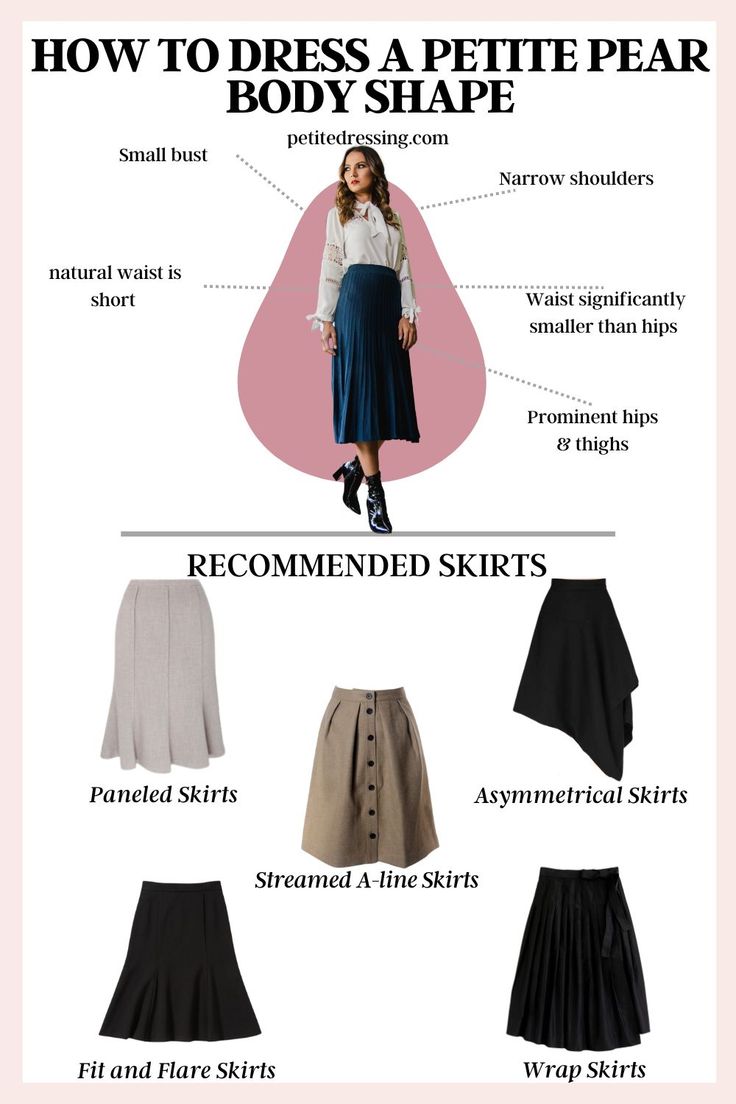 HOW TO DRESS A PETITE PEAR
BODY SHAPE
petitedressing.com
Small bust
Narrow shoulders
natural waist is
short
Waist significantly
smaller than hips
Prominent hips
& thighs
RECOMMENDED SKIRTS
Paneled Skirts
Asymmetrical Skirts
Streamed A-line Skirts
Fit and Flare Skirts
Wrap Skirts